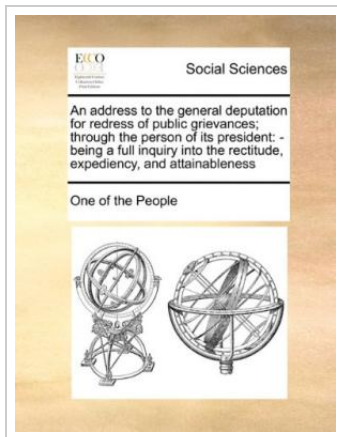 ECCO
Social Sciences
An address to the general deputation
for redress of public grievances;
through the person of its president: -
being a full inquiry into the rectitude,
expediency, and attainableness
One of the People